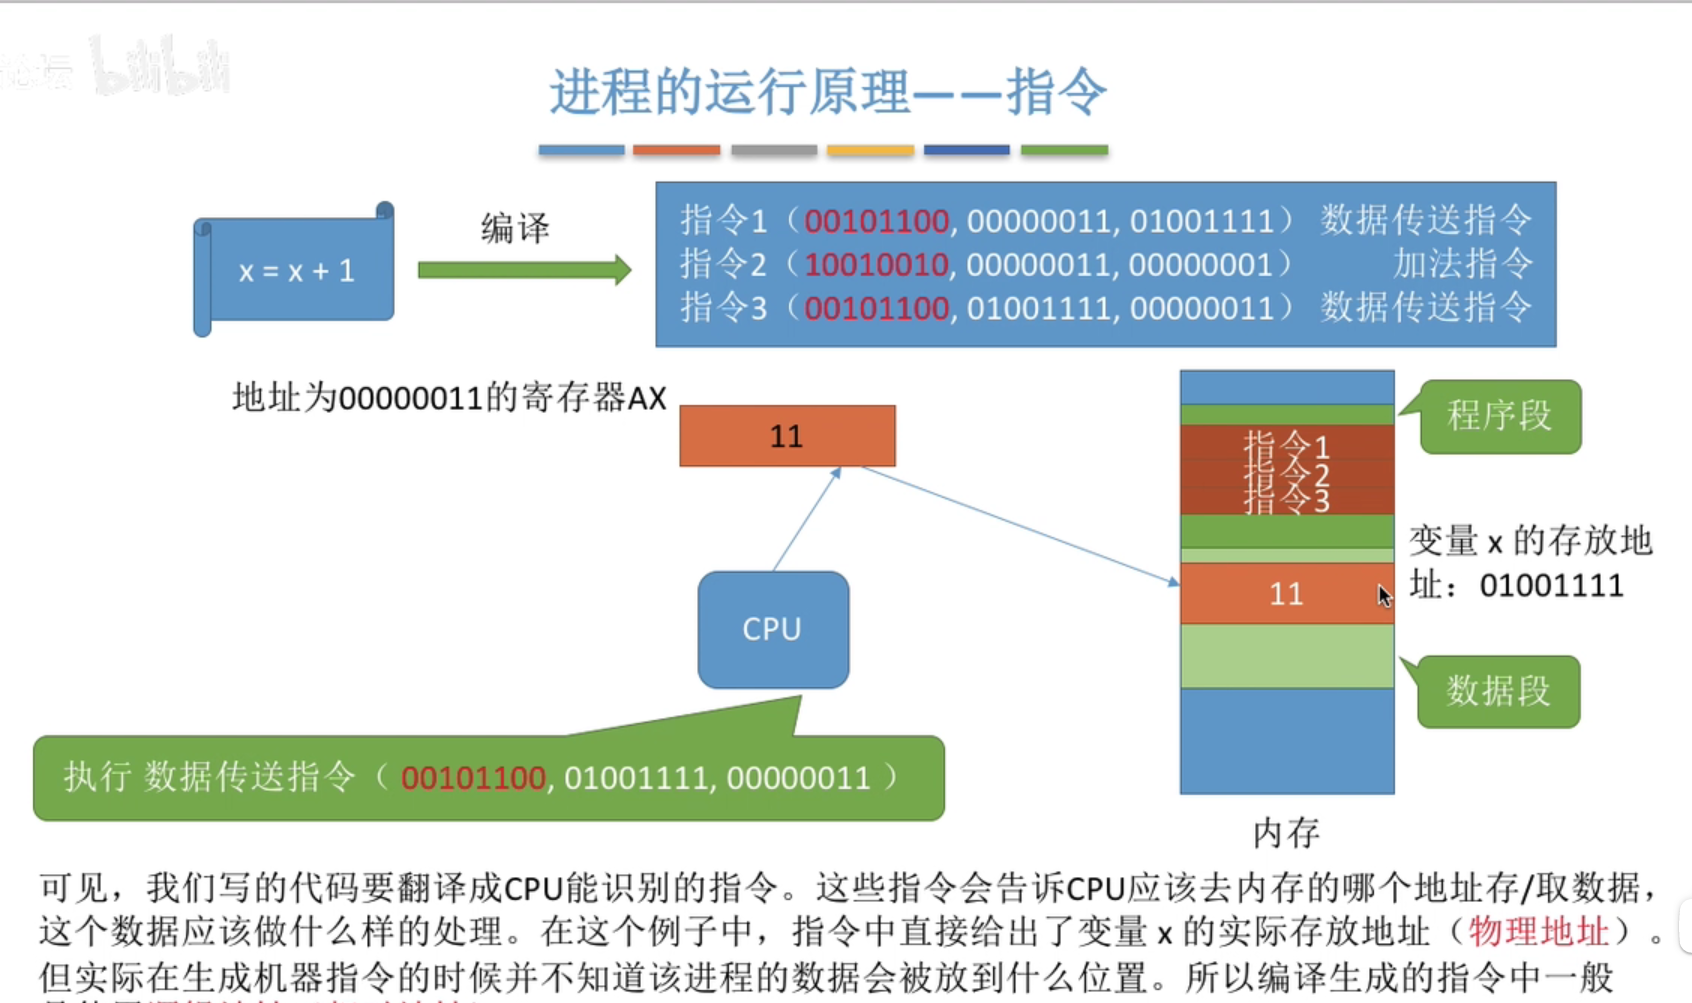 论坛 bilibili
进程的运行原理——指令
x = x + 1
编译
指令1（00101100, 00000011, 01001111） 数据传送指令
指令2（10010010, 00000011, 00000001） 加法指令
指令3（00101100, 01001111, 00000011） 数据传送指令
地址为00000011的寄存器AX
11
程序段
指令1
指令2
指令3
变量 x 的存放地
址：01001111
11
CPU
数据段
执行 数据传送指令（ 00101100, 01001111, 00000011 ）
内存
可见，我们写的代码要翻译成CPU能识别的指令。这些指令会告诉CPU应该去内存的哪个地址存/取数据，
这个数据应该做什么样的处理。在这个例子中，指令中直接给出了变量 x 的实际存放地址（物理地址）。
但实际在生成机器指令的时候并不知道该进程的数据会被放到什么位置。所以编译生成的指令中一般